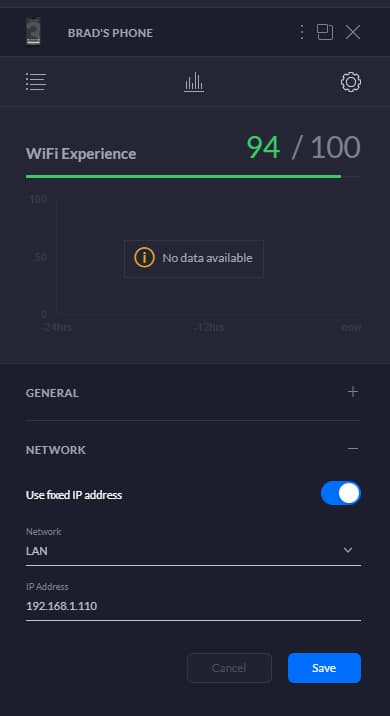 BRAD'S PHONE
WiFi Experience 94 / 100
100
50
No data available
0
-24hrs -12hrs now
GENERAL
NETWORK
Use fixed IP address
Network
LAN
IP Address
192.168.1.110
Cancel Save